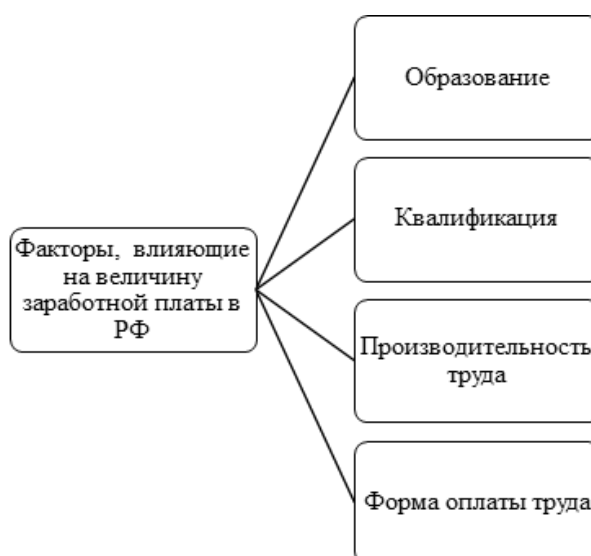 Образование
Квалификация
Факторы, влияющие
на величину
заработной платы в
РФ
Производительность
труда
Форма оплаты труда